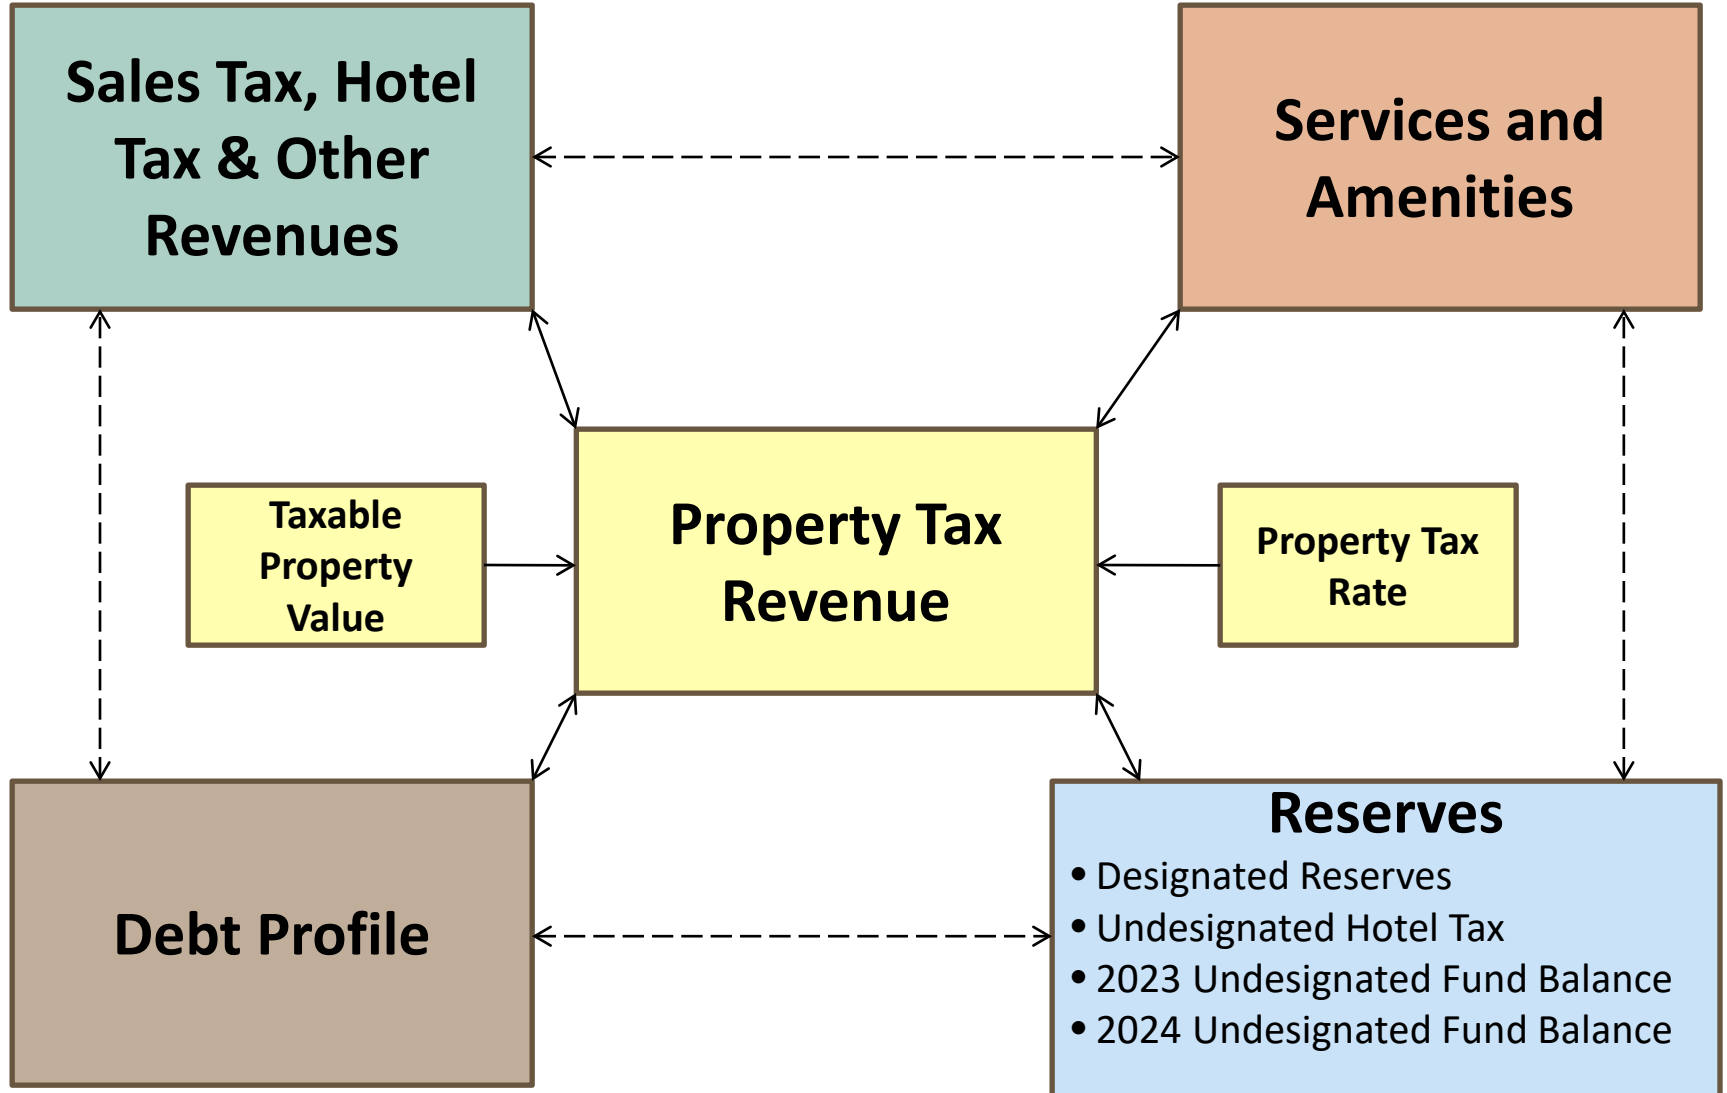 Sales Tax, Hotel
Tax & Other
Revenues
Services and
Amenities
Taxable
Property
Value
Property Tax
Revenue
Property Tax
Rate
Debt Profile
Reserves
• Designated Reserves
• Undesignated Hotel Tax
• 2023 Undesignated Fund Balance
• 2024 Undesignated Fund Balance